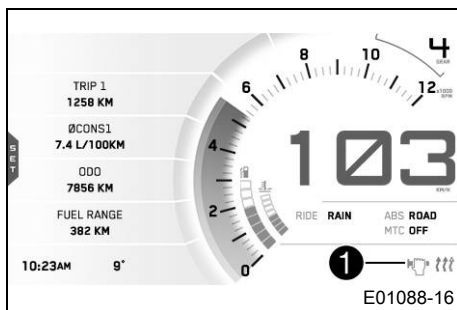 TRIP 1
1258 KM
ØCONS1
7.4 L/100KM
ODO
7856 KM
FUEL RANGE
382 KM
10:23AM 9°
SET
0
2
4
6
8
10
12
x1000
RPM
4
GEAR
103
KM/H
RIDE RAIN ABS ROAD
MTC OFF
1
E01088-16